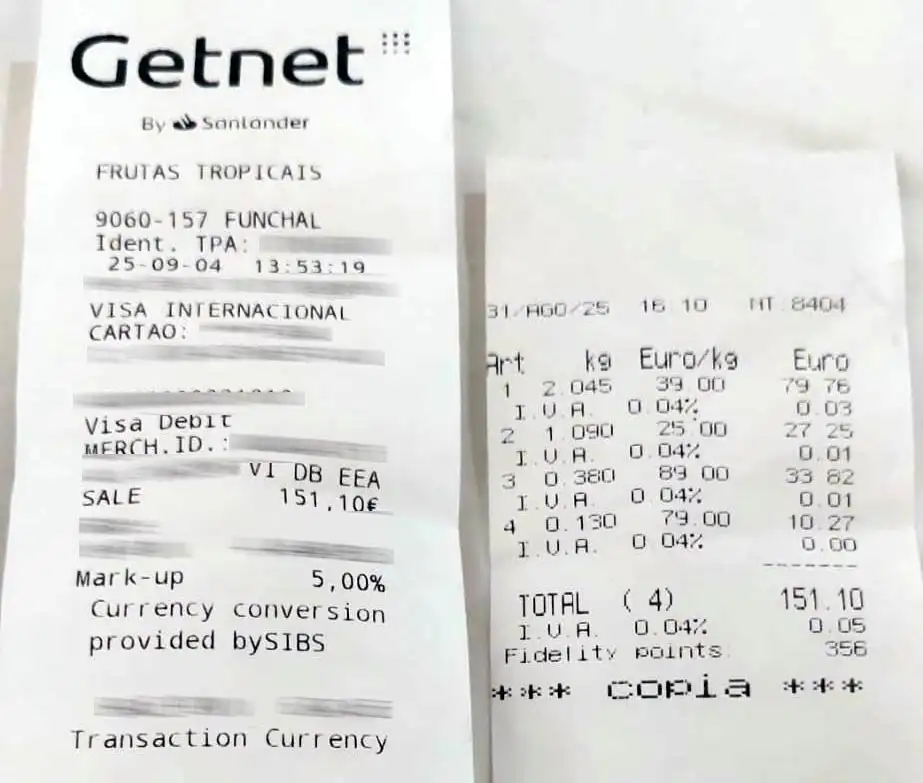 Getnet
By Santander
FRUTAS TROPICAIS
9060-157 FUNCHAL
Ident. TPA:
25-09-04 13:53:19
VISA INTERNACIONAL
CARTAO:
Visa Debit
MERCH.ID.:
VI DB EEA
SALE 151,10€
Mark-up 5,00%
Currency conversion
provided bySIBS
Transaction Currency
31/AGO/25 16 10 MT 8404
Art kg Euro/kg Euro
1 2.045 39.00 79 76
I.V.A. 0.04% 0.03
2 1.090 25 00 27 25
I.V.A. 0.04% 0.01
3 0.380 89 00 33 82
I.V.A. 0.04% 0.01
4 0.130 79.00 10.27
I.V.A. 0 04% 0.00
-------
TOTAL ( 4) 151.10
I.V.A. 0.04% 0.05
Fidelity points 356
*** copia ***